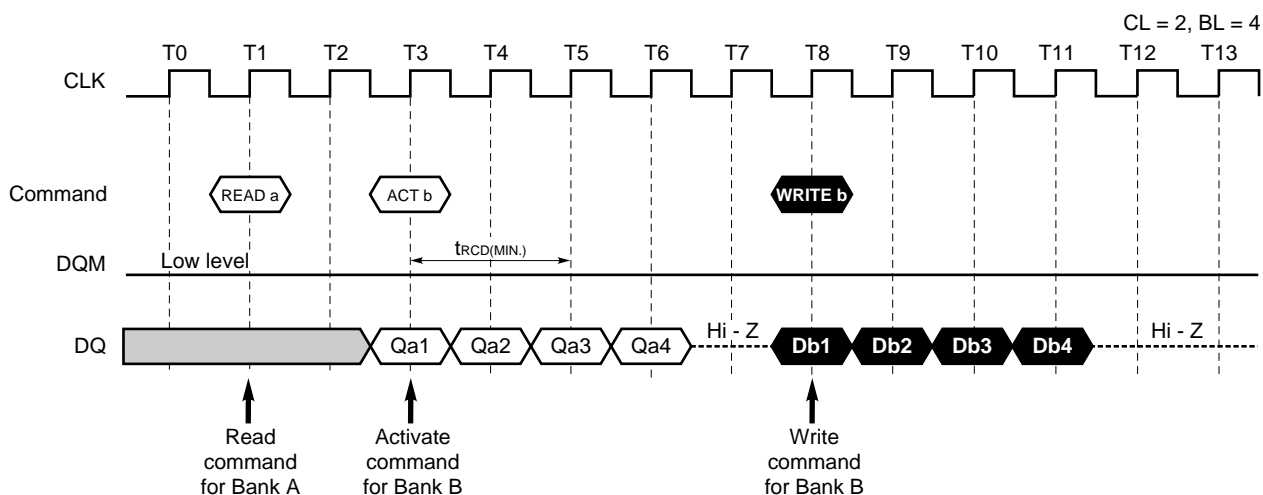 CL = 2, BL = 4
T0 T1 T2 T3 T4 T5 T6 T7 T8 T9 T10 T11 T12 T13
CLK
Command READ a ACT b WRITE b
tRCD(MIN.)
DQM Low level
DQ Qa1 Qa2 Qa3 Qa4 Hi - Z Db1 Db2 Db3 Db4 Hi - Z
Read
command
for Bank A
Activate
command
for Bank B
Write
command
for Bank B